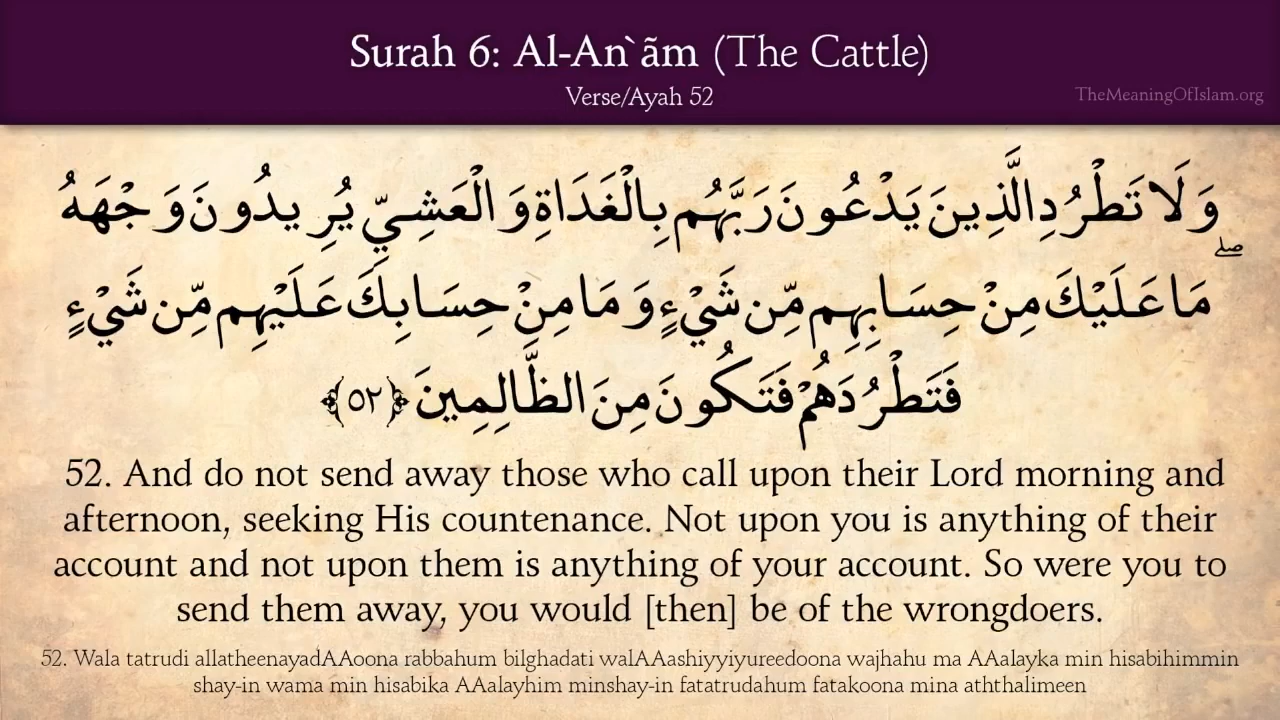 Surah 6: Al-An`ãm (The Cattle)
Verse/Ayah 52
TheMeaningOfIslam.org
وَلَا تَطْرُدِ الَّذِينَ يَدْعُونَ رَبَّهُم بِالْغَدَاةِ وَالْعَشِيِّ يُرِيدُونَ وَجْهَهُ ۖ
مَا عَلَيْكَ مِنْ حِسَابِهِم مِّن شَيْءٍ وَمَا مِنْ حِسَابِكَ عَلَيْهِم مِّن شَيْءٍ
فَتَطْرُدَهُمْ فَتَكُونَ مِنَ الظَّالِمِينَ ﴿٥٢﴾
52. And do not send away those who call upon their Lord morning and
afternoon, seeking His countenance. Not upon you is anything of their
account and not upon them is anything of your account. So were you to
send them away, you would [then] be of the wrongdoers.
52. Wala tatrudi allatheenayadAAoona rabbahum bilghadati walAAashiyyiyureedoona wajhahu ma AAalayka min hisabihimmin
shay-in wama min hisabika AAalayhim minshay-in fatatrudahum fatakoona mina aththalimeen